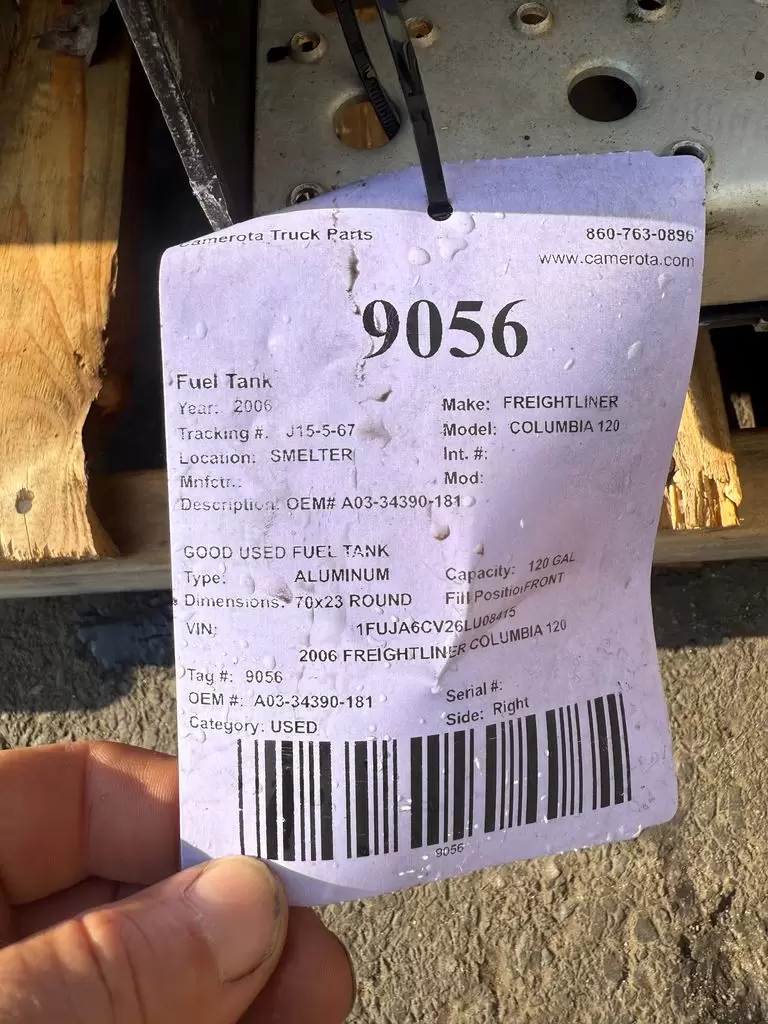 Camerota Truck Parts 860-763-0896
www.camerota.com
9056
Fuel Tank
Year: 2006 Make: FREIGHTLINER
Tracking #: J15-5-67 Model: COLUMBIA 120
Location: SMELTER Int. #:
Mnfctr.: Mod:
Description: OEM# A03-34390-181
GOOD USED FUEL TANK
Type: ALUMINUM Capacity: 120 GAL
Dimensions: 70x23 ROUND Fill PositioFRONT
VIN: 1FUJA6CV26LU08415
2006 FREIGHTLINER COLUMBIA 120
Tag #: 9056
OEM #: A03-34390-181 Serial #:
Category: USED Side: Right
9056